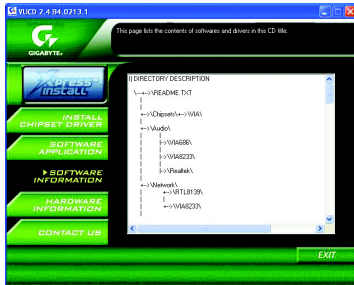 VUCD 7.4 B4.0713.1
GIGABYTE
This page lists the contents of softwares and drivers in this CD title.
Xpress
Install
INSTALL
CHIPSET DRIVER
SOFTWARE
APPLICATION
SOFTWARE
INFORMATION
HARDWARE
INFORMATION
CONTACT US
I) DIRECTORY DESCRIPTION
\--+->\README.TXT
|
+->\Chipsets\+->\VIA\
|
+->\Audio\
| |
| |->\VIA686\
| |
| |->\VIA8233\
| |
| |->\Realtek\
|
+->\Network\
| +->\RTL8139\
| |
| +->\VIA8233\
|
EXIT